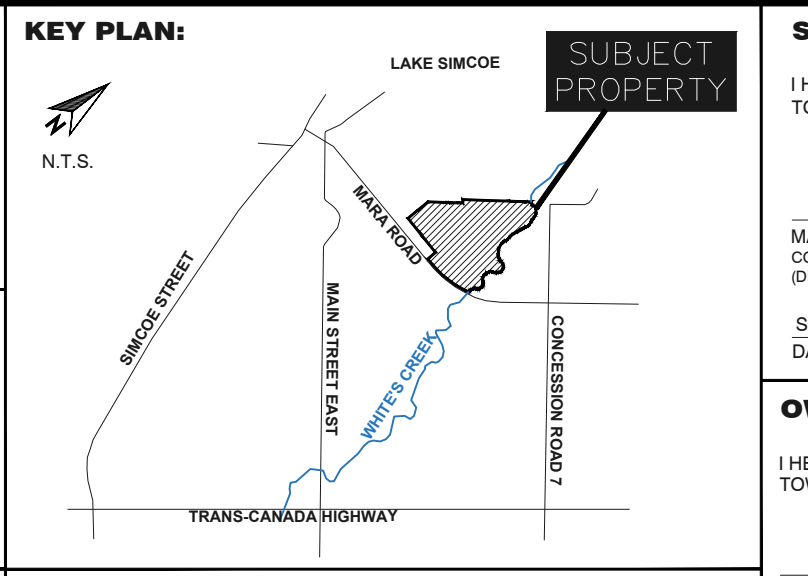 KEY PLAN:
LAKE SIMCOE
SUBJECT
PROPERTY
N
N.T.S.
MARA ROAD
SIMCOE STREET
MAIN STREET EAST
WHITE'S CREEK
CONCESSION ROAD 7
TRANS-CANADA HIGHWAY